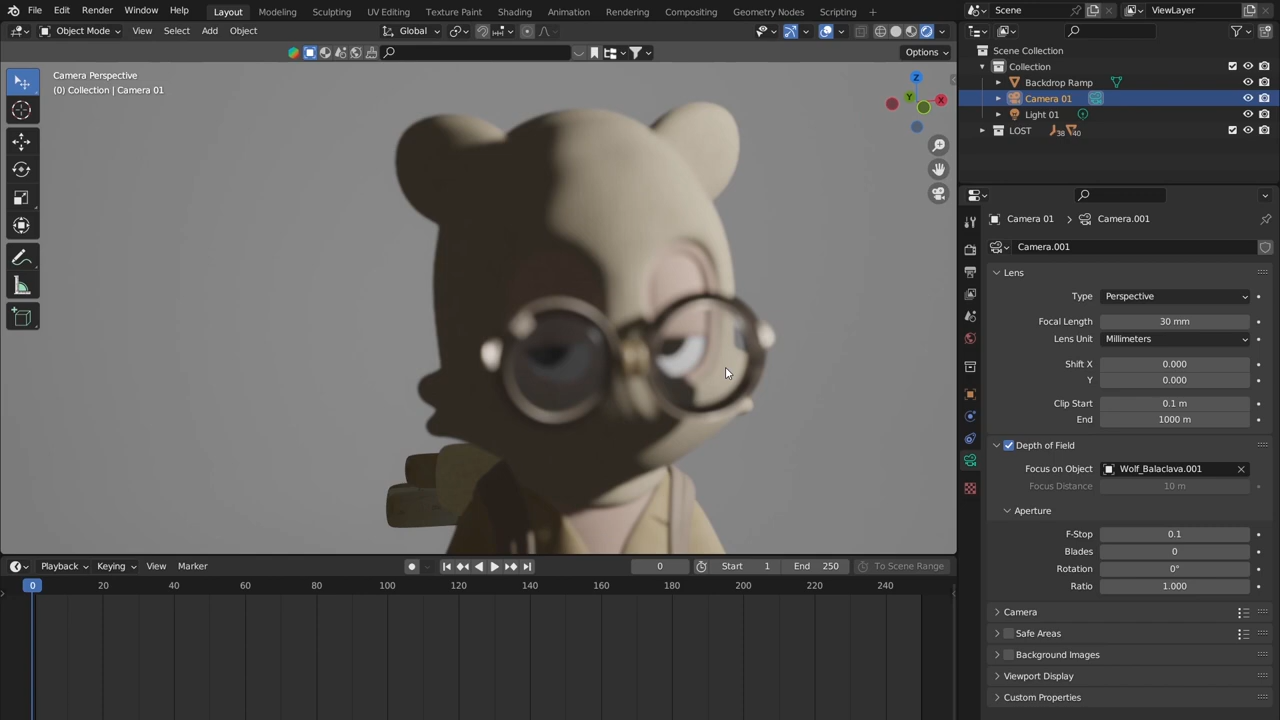 File Edit Render Window Help Layout Modeling Sculpting UV Editing Texture Paint Shading Animation Rendering Compositing Geometry Nodes Scripting + Scene ViewLayer
Object Mode View Select Add Object Global
Options
Camera Perspective
(0) Collection | Camera 01
Z
Y
X
Scene Collection
Collection
Backdrop Ramp
Camera 01
Light 01
LOST 38 40
Camera 01 > Camera.001
Camera.001
Lens
Type Perspective
Focal Length 30 mm
Lens Unit Millimeters
Shift X 0.000
Y 0.000
Clip Start 0.1 m
End 1000 m
Depth of Field
Focus on Object Wolf_Balaclava.001
Focus Distance 10 m
Aperture
F-Stop 0.1
Blades 0
Rotation 0°
Ratio 1.000
Camera
Safe Areas
Background Images
Viewport Display
Custom Properties
Playback Keying View Marker 0 Start 1 End 250 To Scene Range
0 20 40 60 80 100 120 140 160 180 200 220 240